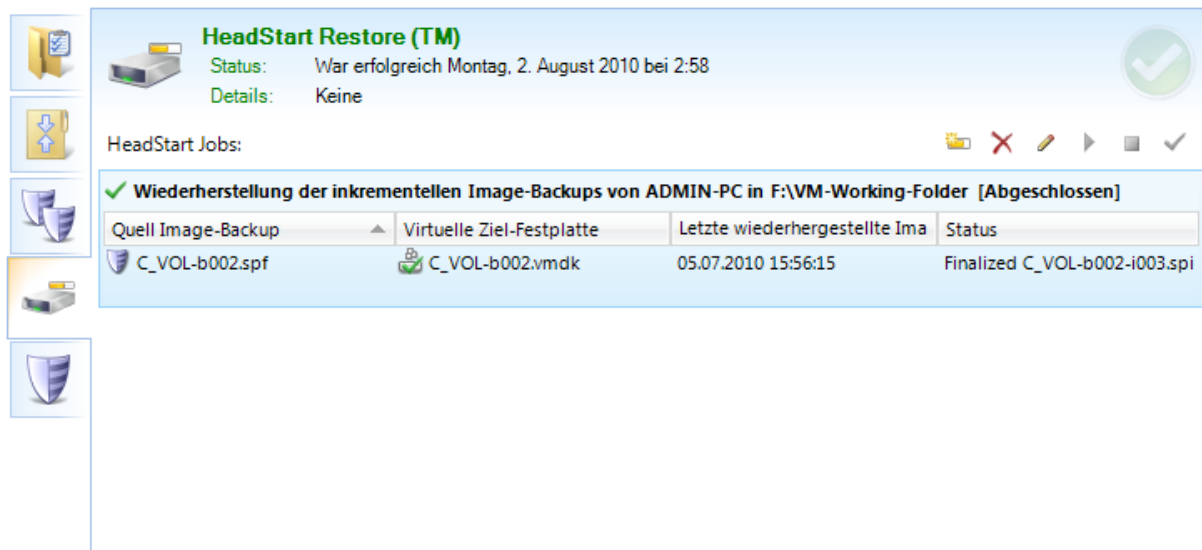 HeadStart Restore (TM)
Status: War erfolgreich Montag, 2. August 2010 bei 2:58
Details: Keine
HeadStart Jobs:
Wiederherstellung der inkrementellen Image-Backups von ADMIN-PC in F:\VM-Working-Folder [Abgeschlossen]
Quell Image-Backup Virtuelle Ziel-Festplatte Letzte wiederhergestellte Ima Status
C_VOL-b002.spf C_VOL-b002.vmdk 05.07.2010 15:56:15 Finalized C_VOL-b002-i003.spi